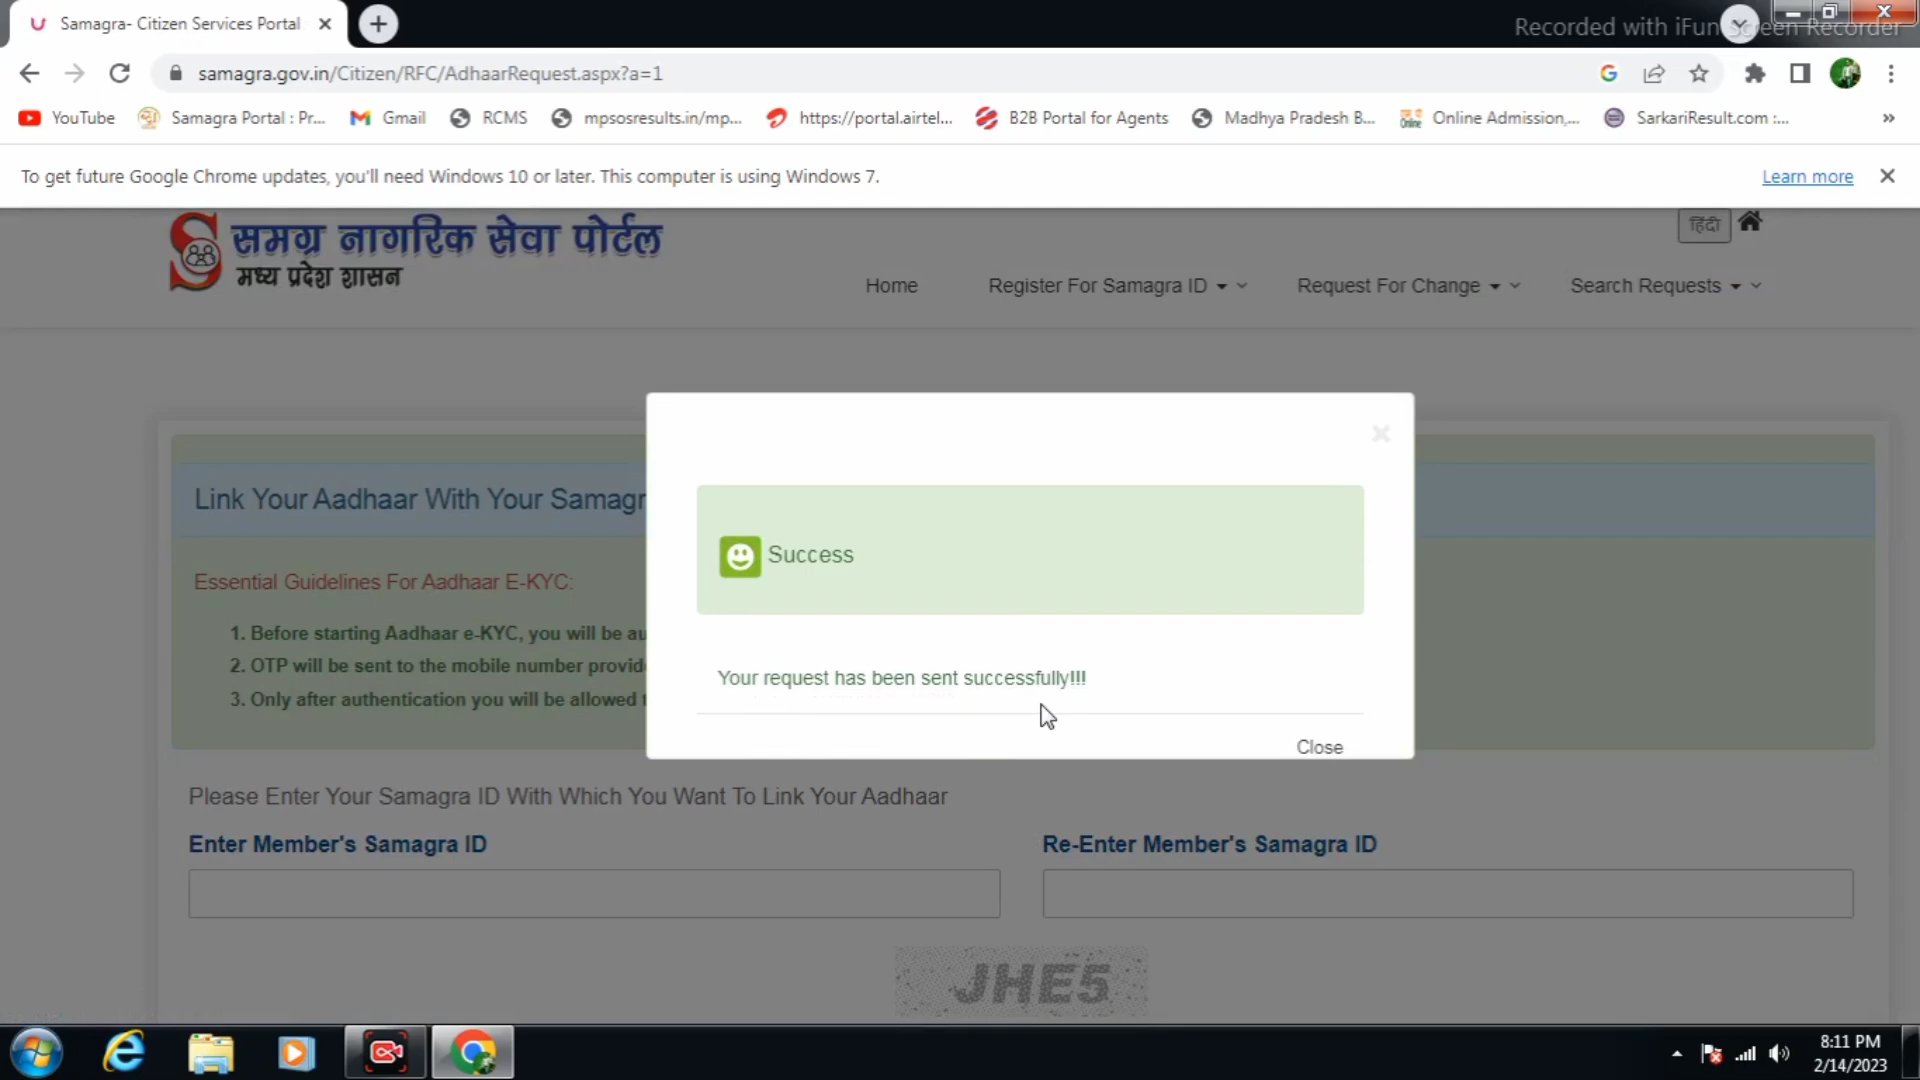 Samagra- Citizen Services Portal
Recorded with iFun Screen Recorder
samagra.gov.in/Citizen/RFC/AdhaarRequest.aspx?a=1
YouTube Samagra Portal : Pr... Gmail RCMS mpsosresults.in/mp... https://portal.airtel... B2B Portal for Agents Madhya Pradesh B... Online Admission,... SarkariResult.com :... »
To get future Google Chrome updates, you'll need Windows 10 or later. This computer is using Windows 7. Learn more
समग्र नागरिक सेवा पोर्टल
मध्य प्रदेश शासन
हिंदी
Home Register For Samagra ID Request For Change Search Requests
Link Your Aadhaar With Your Samagr
Essential Guidelines For Aadhaar E-KYC:
1. Before starting Aadhaar e-KYC, you will be au
2. OTP will be sent to the mobile number provid
3. Only after authentication you will be allowed
Success
Your request has been sent successfully!!!
Close
Please Enter Your Samagra ID With Which You Want To Link Your Aadhaar
Enter Member's Samagra ID Re-Enter Member's Samagra ID
JHE5
8:11 PM
2/14/2023